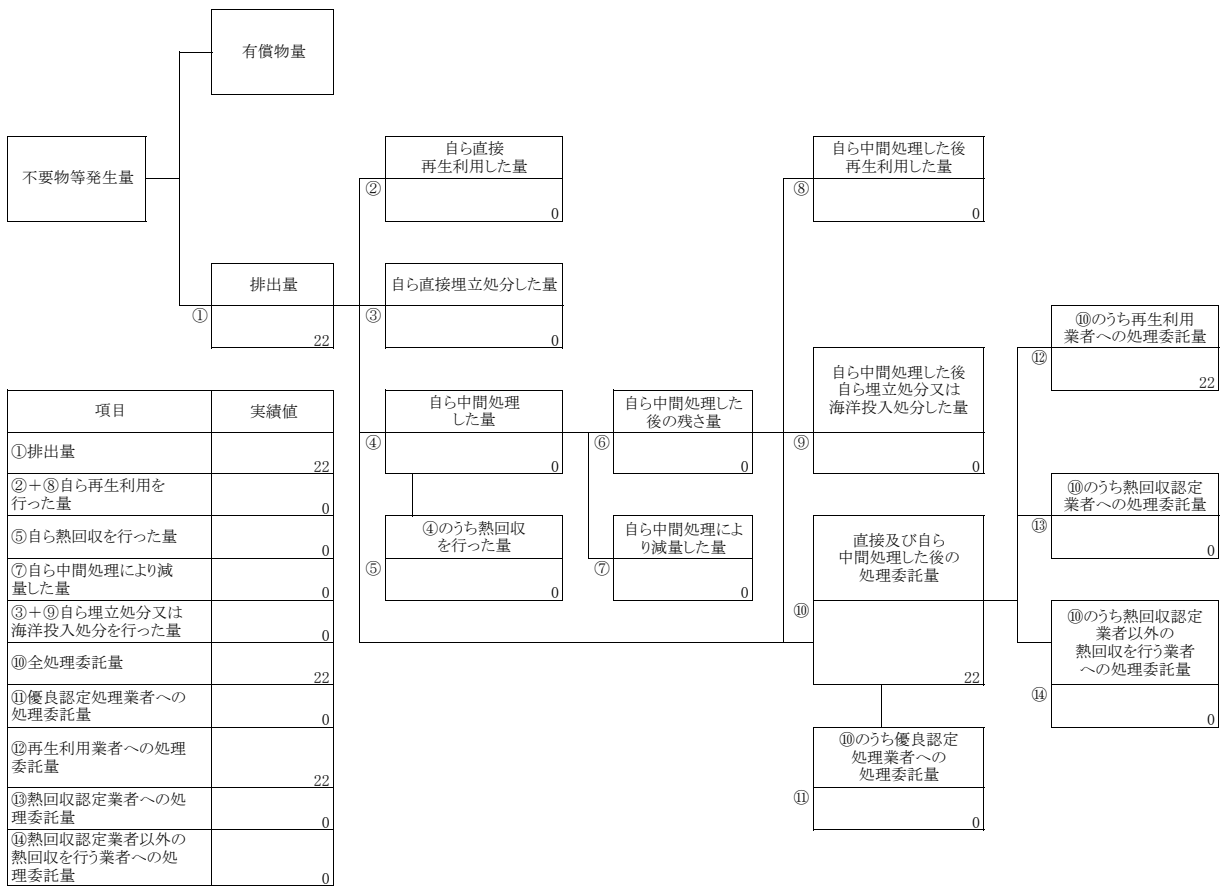 有償物量
不要物等発生量
自ら直接
再生利用した量
②
0
自ら中間処理した後
再生利用した量
⑧
0
排出量
①
22
自ら直接埋立処分した量
③
0
⑩のうち再生利用
業者への処理委託量
⑫
22
自ら中間処理
した量
④
0
自ら中間処理した
後の残さ量
⑥
0
自ら中間処理した後
自ら埋立処分又は
海洋投入処分した量
⑨
0
⑩のうち熱回収認定
業者への処理委託量
⑬
0
④のうち熱回収
を行った量
⑤
0
自ら中間処理によ
り減量した量
⑦
0
直接及び自ら
中間処理した後の
処理委託量
⑩
22
⑩のうち熱回収認定
業者以外の
熱回収を行う業者
への処理委託量
⑭
0
⑩のうち優良認定
処理業者への
処理委託量
⑪
0
項目 実績値
①排出量
22
②+⑧自ら再生利用を
行った量
0
⑤自ら熱回収を行った量
0
⑦自ら中間処理により減
量した量
0
③+⑨自ら埋立処分又は
海洋投入処分を行った量
0
⑩全処理委託量
22
⑪優良認定処理業者への
処理委託量
0
⑫再生利用業者への処理
委託量
22
⑬熱回収認定業者への処
理委託量
0
⑭熱回収認定業者以外の
熱回収を行う業者への処
理委託量
0